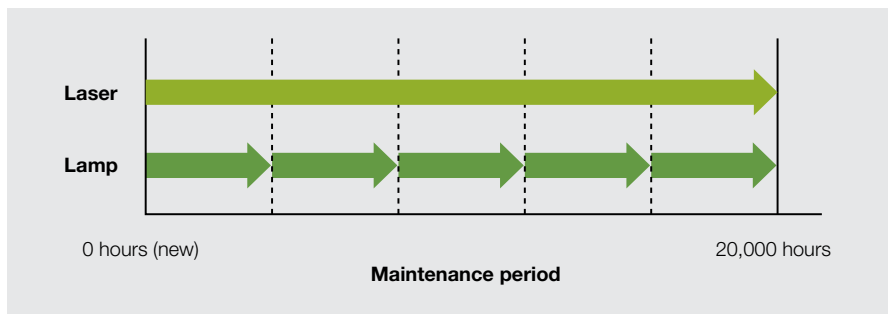 Laser
Lamp
0 hours (new)
20,000 hours
Maintenance period